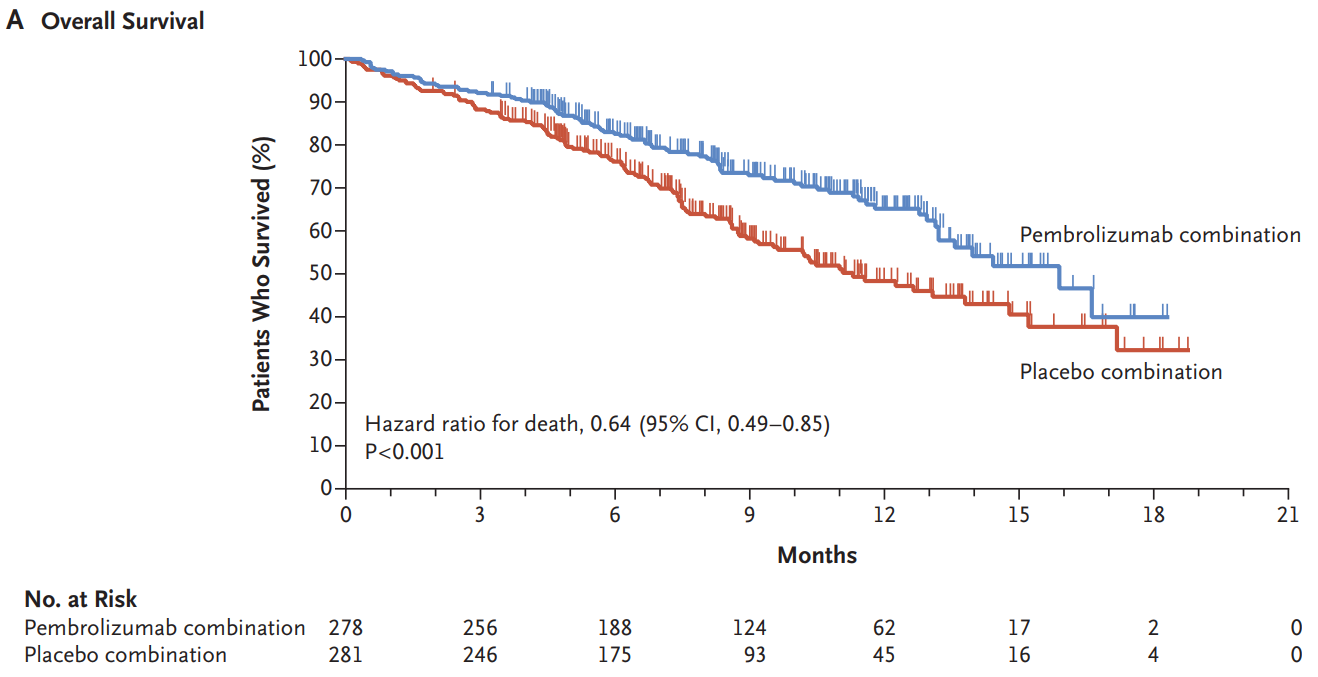 A Overall Survival
100
90
80
70
60
50
40
30
20
10
0
Patients Who Survived (%)
Pembrolizumab combination
Placebo combination
Hazard ratio for death, 0.64 (95% CI, 0.49–0.85)
P<0.001
0 3 6 9 12 15 18 21
Months
No. at Risk
Pembrolizumab combination 278 256 188 124 62 17 2 0
Placebo combination 281 246 175 93 45 16 4 0